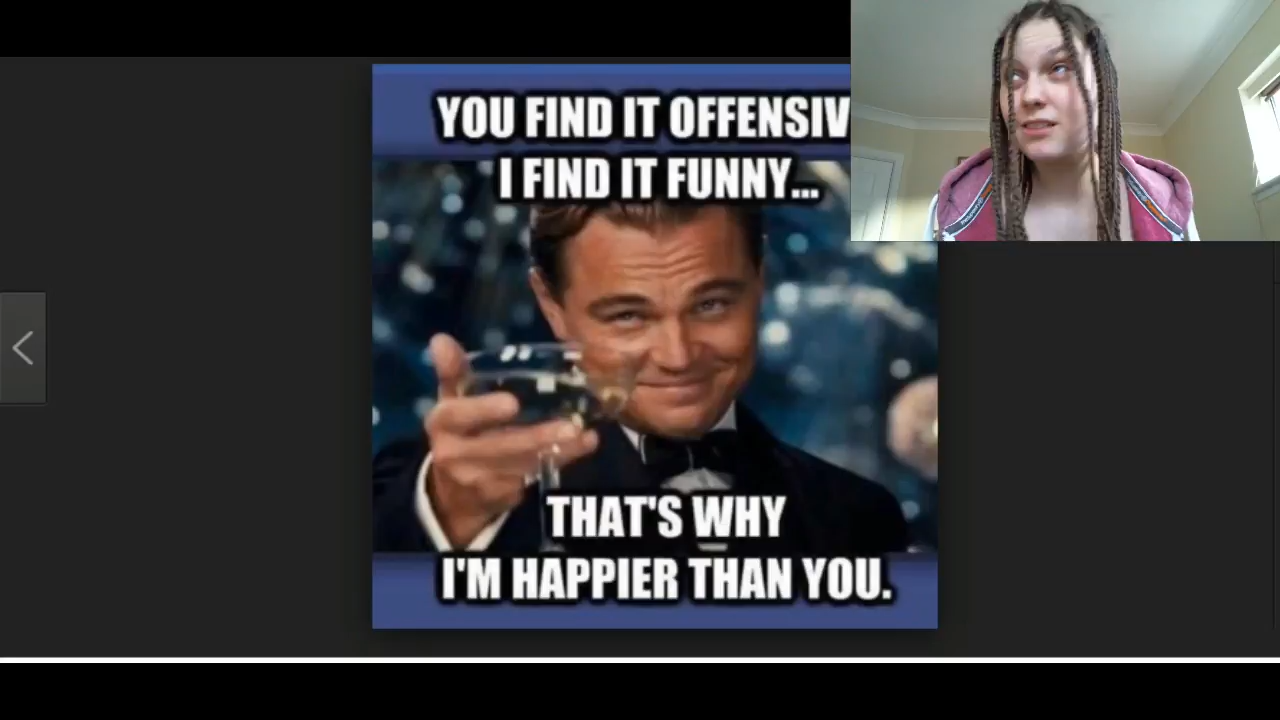 YOU FIND IT OFFENSIV
I FIND IT FUNNY...
THAT'S WHY
I'M HAPPIER THAN YOU.